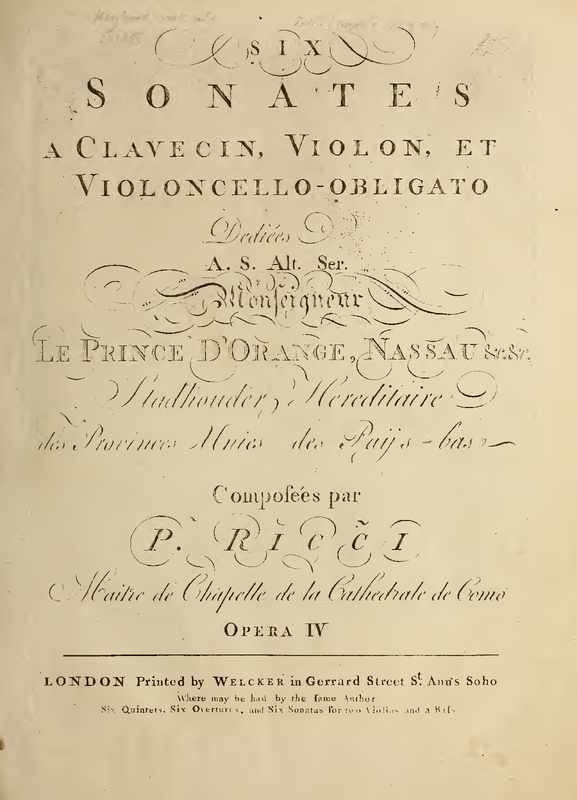 SIX
SONATES
A CLAVECIN, VIOLON, ET
VIOLONCELLO-OBLIGATO
Dediées
A. S. Alt. Ser.
Monseigneur
LE PRINCE D'ORANGE, NASSAU &c. &c.
Stadhouder Hereditaire
des Provinces Unies des Paÿs-bas
Composeés par
P. RICCI
Maitre de Chapelle de la Cathedrale de Como
OPERA IV
LONDON Printed by WELCKER in Gerrard Street St. Ann's Soho
Where may be had by the same Author
Six Quintets, Six Overtures, and Six Sonatas for two Violins and a Bass